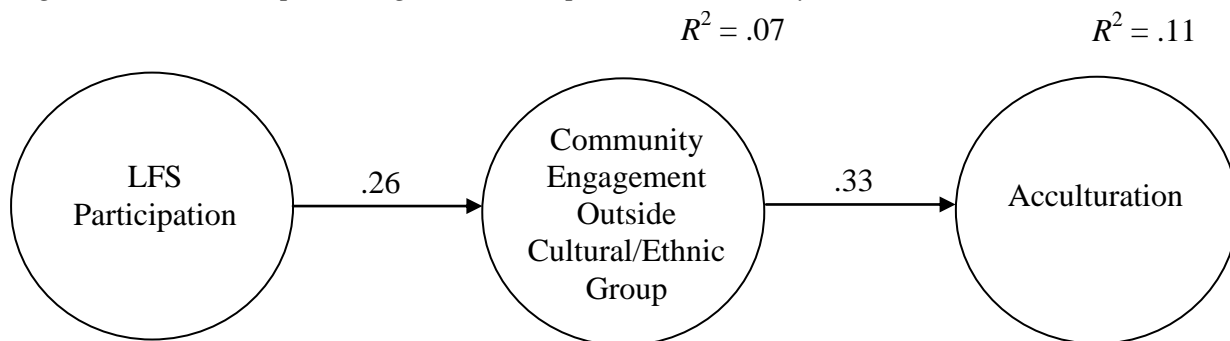 R² = .07
R² = .11
LFS
Participation
.26
Community
Engagement
Outside
Cultural/Ethnic
Group
.33
Acculturation